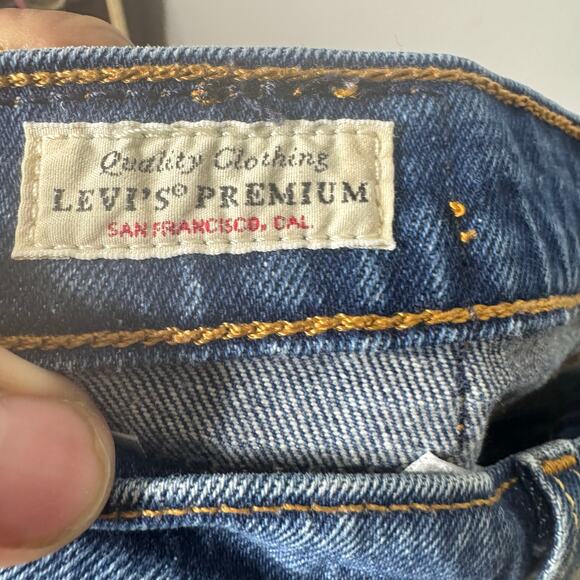 Quality Clothing
LEVI'S® PREMIUM
SAN FRANCISCO, CAL.